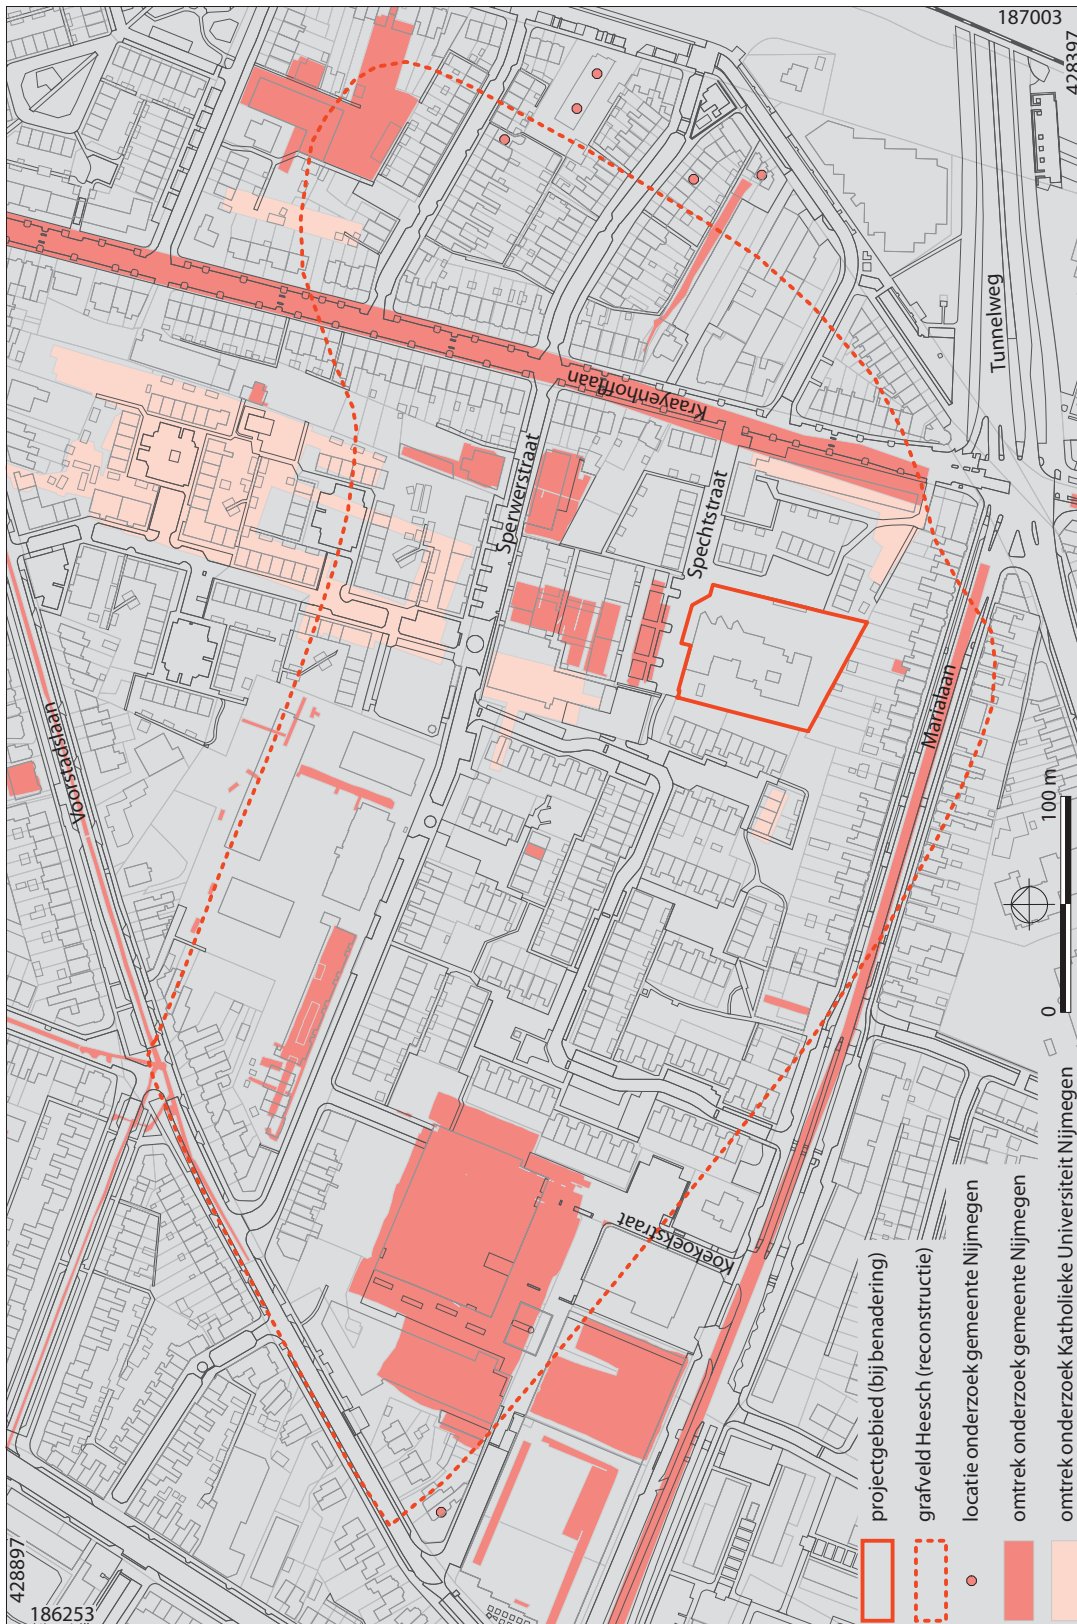 428897
186253
187003
428397
Voorstadslaan
Sperwerstraat
Kraayenhofflaan
Spechtstraat
Tunnelweg
Marialaan
Koekoekstraat
0
100 m
projectgebied (bij benadering)
grafveld Heesch (reconstructie)
locatie onderzoek gemeente Nijmegen
omtrek onderzoek gemeente Nijmegen
omtrek onderzoek Katholieke Universiteit Nijmegen